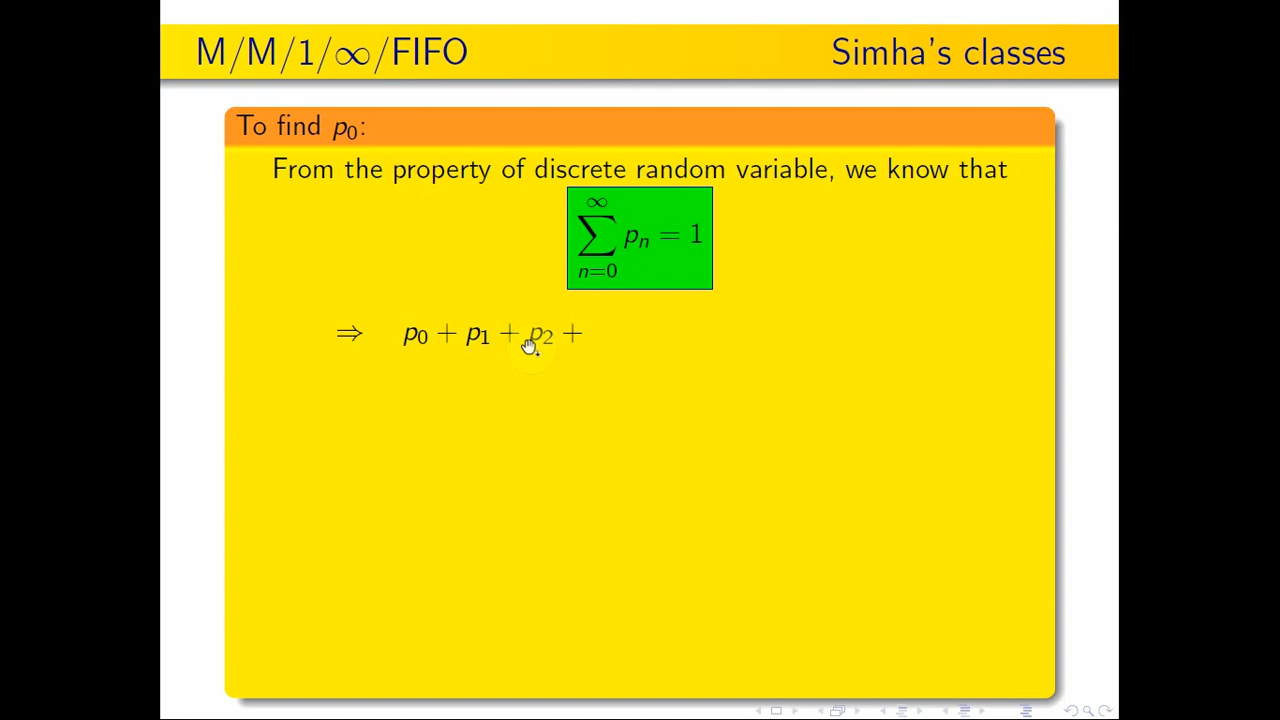 M/M/1/∞/FIFO Simha's classes
To find p₀:
From the property of discrete random variable, we know that
∞
∑ pₙ = 1
n=0
⇒ p₀ + p₁ + p₂ +